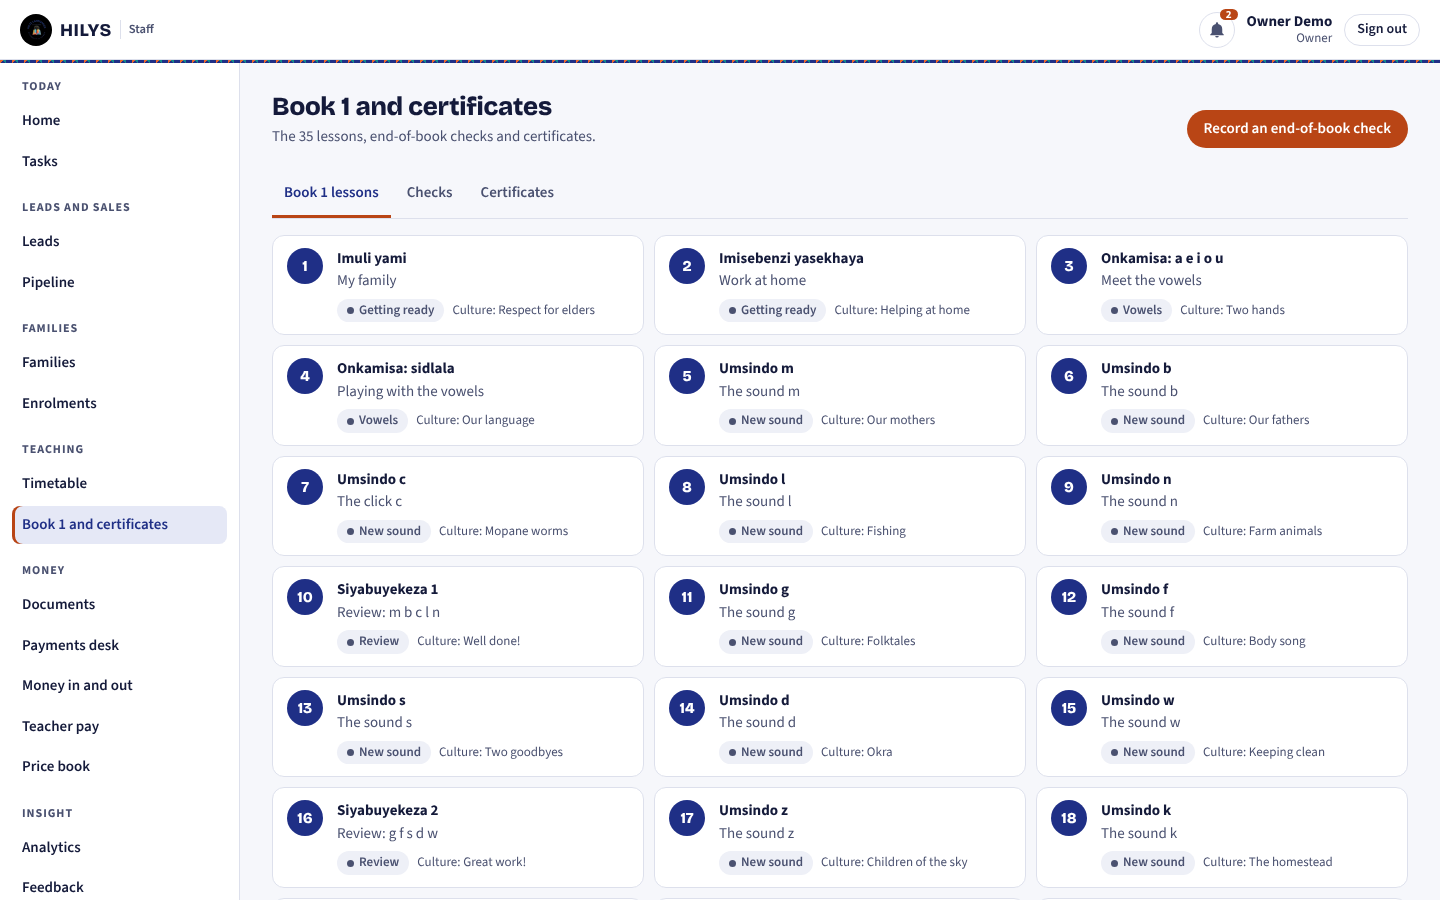 HILYS
Staff
2
Owner Demo
Owner
Sign out
TODAY
Home
Tasks
LEADS AND SALES
Leads
Pipeline
FAMILIES
Families
Enrolments
TEACHING
Timetable
Book 1 and certificates
MONEY
Documents
Payments desk
Money in and out
Teacher pay
Price book
INSIGHT
Analytics
Feedback
Book 1 and certificates
The 35 lessons, end-of-book checks and certificates.
Record an end-of-book check
Book 1 lessons
Checks
Certificates
1
Imuli yami
My family
Getting ready Culture: Respect for elders
2
Imisebenzi yasekhaya
Work at home
Getting ready Culture: Helping at home
3
Onkamisa: a e i o u
Meet the vowels
Vowels Culture: Two hands
4
Onkamisa: sidlala
Playing with the vowels
Vowels Culture: Our language
5
Umsindo m
The sound m
New sound Culture: Our mothers
6
Umsindo b
The sound b
New sound Culture: Our fathers
7
Umsindo c
The click c
New sound Culture: Mopane worms
8
Umsindo l
The sound l
New sound Culture: Fishing
9
Umsindo n
The sound n
New sound Culture: Farm animals
10
Siyabuyekeza 1
Review: m b c l n
Review Culture: Well done!
11
Umsindo g
The sound g
New sound Culture: Folktales
12
Umsindo f
The sound f
New sound Culture: Body song
13
Umsindo s
The sound s
New sound Culture: Two goodbyes
14
Umsindo d
The sound d
New sound Culture: Okra
15
Umsindo w
The sound w
New sound Culture: Keeping clean
16
Siyabuyekeza 2
Review: g f s d w
Review Culture: Great work!
17
Umsindo z
The sound z
New sound Culture: Children of the sky
18
Umsindo k
The sound k
New sound Culture: The homestead